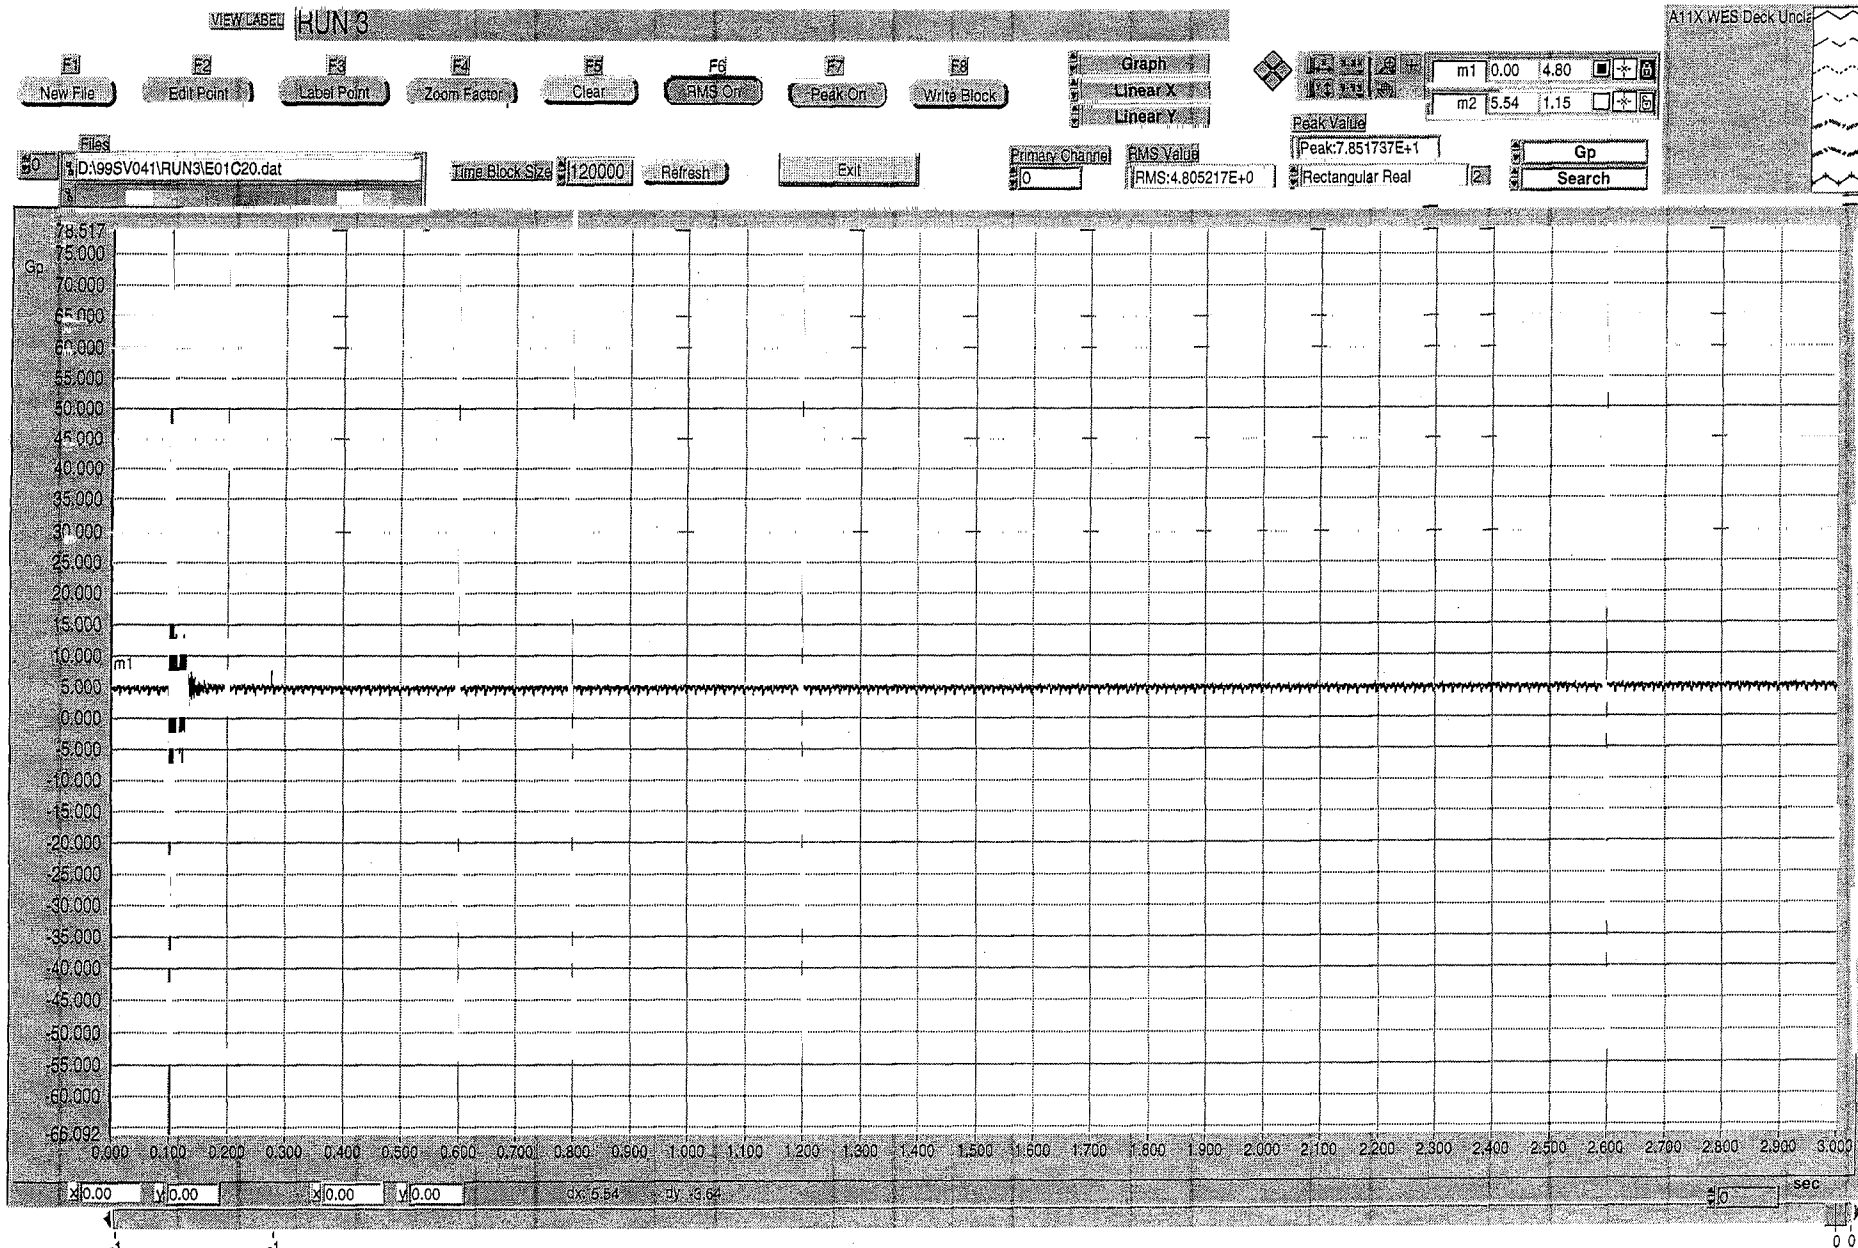 VIEW LABEL RUN 3
A11X WES Deck Uncla
F1 F2 F3 F4 F5 F6 F7 F8
New File Edit Point Label Point Zoom Factor Clear RMS On Peak On Write Block
Graph
Linear X
Linear Y
m1 0.00 4.80
m2 5.54 1.15
Peak Value
Peak:7.851737E+1
Files
0 D:\99SV041\RUN3\E01C20.dat
Time Block Size 120000 Refresh Exit
Primary Channel
0
RMS Value
RMS:4.805217E+0
Rectangular Real 2
Gp
Search
Gp
78.517
75.000
70.000
65.000
60.000
55.000
50.000
45.000
40.000
35.000
30.000
25.000
20.000
15.000
10.000
m1
5.000
0.000
-5.000
-10.000
-15.000
-20.000
-25.000
-30.000
-35.000
-40.000
-45.000
-50.000
-55.000
-60.000
-66.092
0.000 0.100 0.200 0.300 0.400 0.500 0.600 0.700 0.800 0.900 1.000 1.100 1.200 1.300 1.400 1.500 1.600 1.700 1.800 1.900 2.000 2.100 2.200 2.300 2.400 2.500 2.600 2.700 2.800 2.900 3.000
sec
x 0.00 y 0.00 x 0.00 y 0.00 dx: 5.54 dy: -3.64 0
-1 -1 0 0